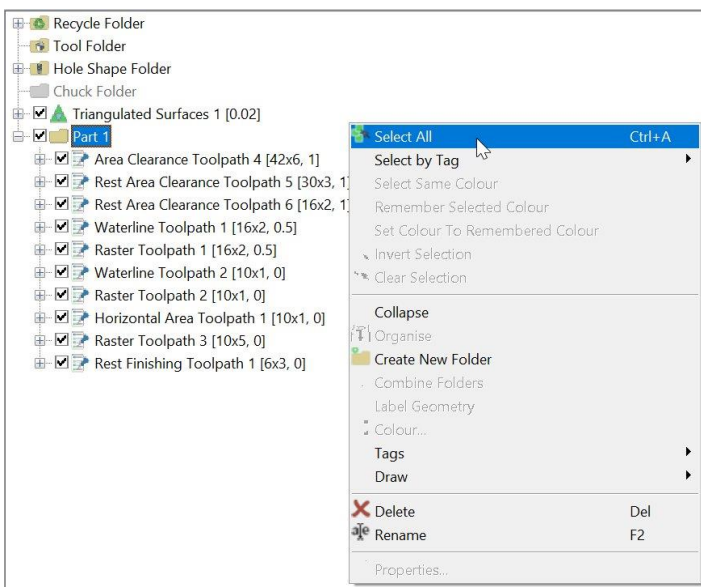 Recycle Folder
Tool Folder
Hole Shape Folder
Chuck Folder
Triangulated Surfaces 1 [0.02]
Part 1
Area Clearance Toolpath 4 [42x6, 1]
Rest Area Clearance Toolpath 5 [30x3, 1]
Rest Area Clearance Toolpath 6 [16x2, 1]
Waterline Toolpath 1 [16x2, 0.5]
Raster Toolpath 1 [16x2, 0.5]
Waterline Toolpath 2 [10x1, 0]
Raster Toolpath 2 [10x1, 0]
Horizontal Area Toolpath 1 [10x1, 0]
Raster Toolpath 3 [10x5, 0]
Rest Finishing Toolpath 1 [6x3, 0]
Select All Ctrl+A
Select by Tag
Select Same Colour
Remember Selected Colour
Set Colour To Remembered Colour
Invert Selection
Clear Selection
Collapse
Organise
Create New Folder
Combine Folders
Label Geometry
Colour...
Tags
Draw
Delete Del
Rename F2
Properties...